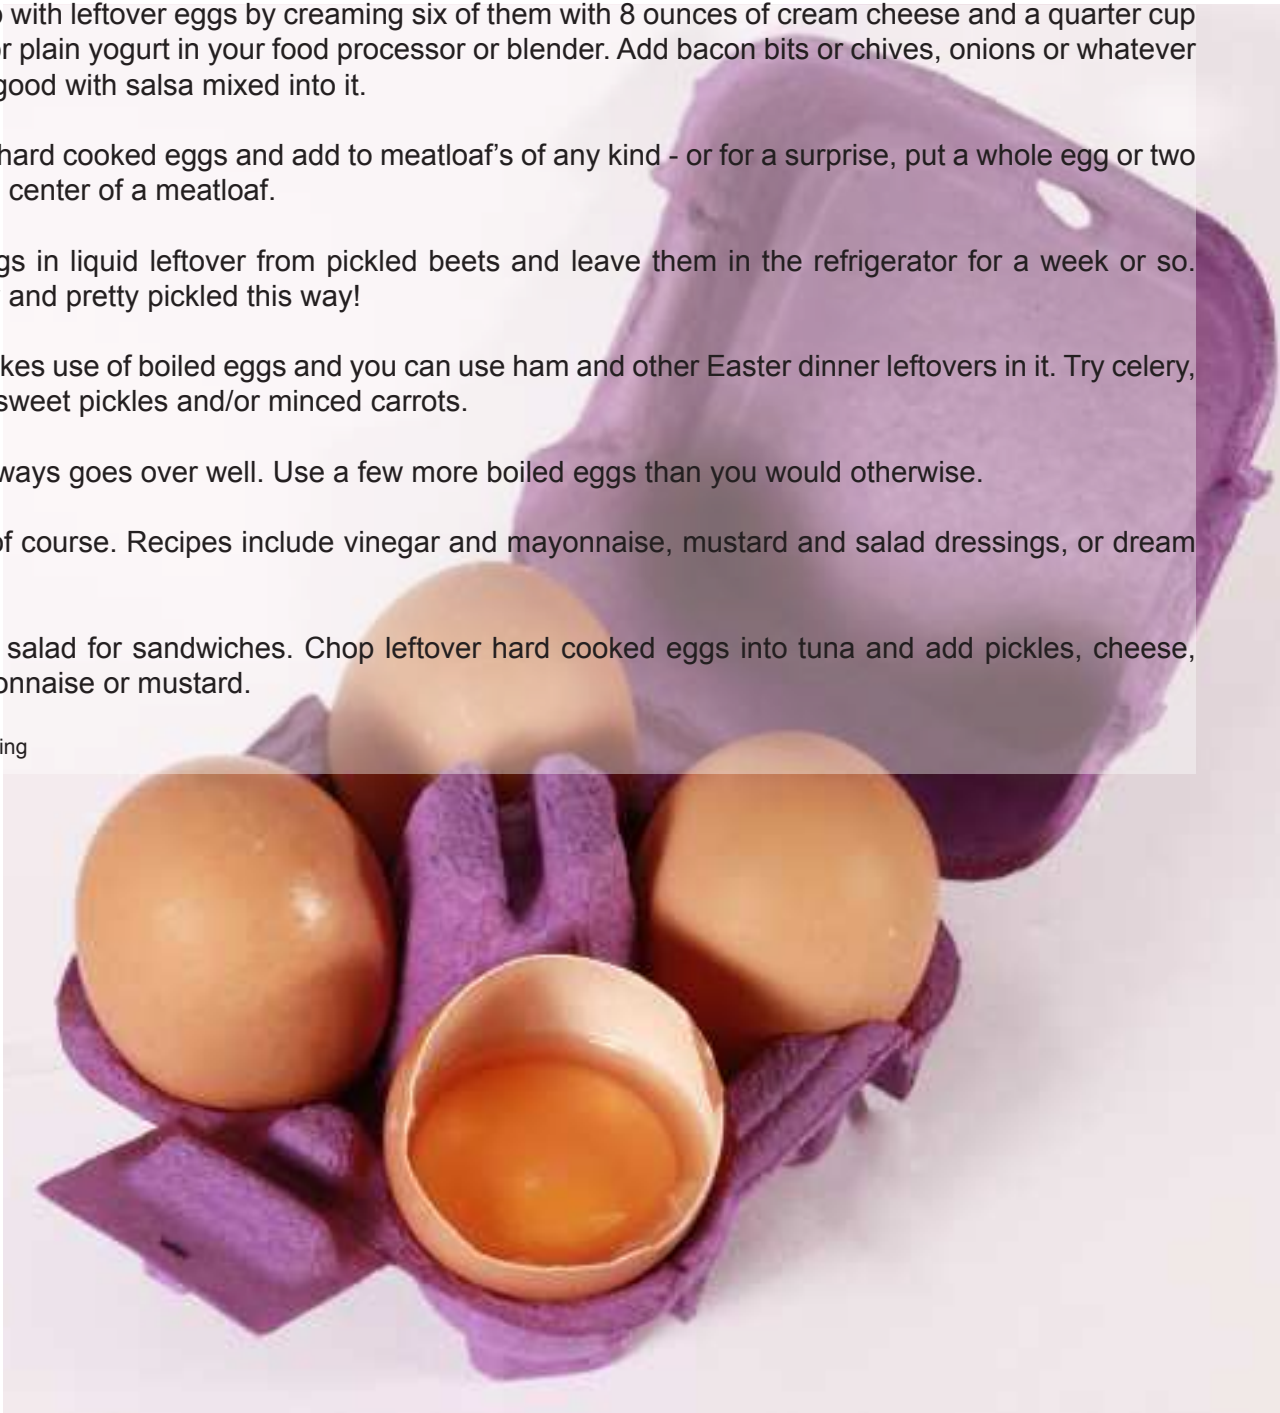 with leftover eggs by creaming six of them with 8 ounces of cream cheese and a quarter cup
plain yogurt in your food processor or blender. Add bacon bits or chives, onions or whatever
good with salsa mixed into it.
hard cooked eggs and add to meatloaf’s of any kind - or for a surprise, put a whole egg or two
center of a meatloaf.
gs in liquid leftover from pickled beets and leave them in the refrigerator for a week or so.
and pretty pickled this way!
kes use of boiled eggs and you can use ham and other Easter dinner leftovers in it. Try celery,
sweet pickles and/or minced carrots.
ways goes over well. Use a few more boiled eggs than you would otherwise.
of course. Recipes include vinegar and mayonnaise, mustard and salad dressings, or dream
salad for sandwiches. Chop leftover hard cooked eggs into tuna and add pickles, cheese,
onnaise or mustard.
ing